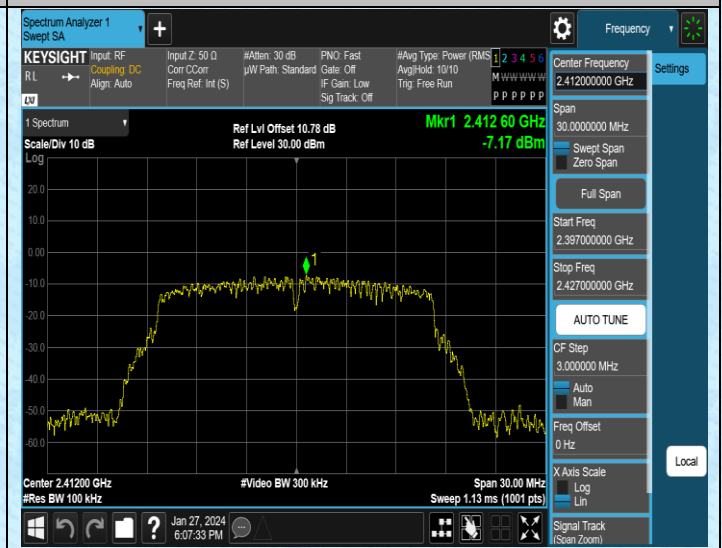 Spectrum Analyzer 1
Swept SA
+
Frequency
KEYSIGHT
RL
LXI
Input: RF
Coupling: DC
Align: Auto
Input Z: 50 Ω
Corr CCorr
Freq Ref: Int (S)
#Atten: 30 dB
µW Path: Standard
PNO: Fast
Gate: Off
IF Gain: Low
Sig Track: Off
#Avg Type: Power (RMS
Avg|Hold: 10/10
Trig: Free Run
1 2 3 4 5 6
M W W W W W
P P P P P P
1 Spectrum
Scale/Div 10 dB
Log
Ref Lvl Offset 10.78 dB
Ref Level 30.00 dBm
Mkr1 2.412 60 GHz
-7.17 dBm
20.0
10.0
0.00
-10.0
-20.0
-30.0
-40.0
-50.0
-60.0
1
Center 2.41200 GHz
#Res BW 100 kHz
#Video BW 300 kHz
Span 30.00 MHz
Sweep 1.13 ms (1001 pts)
Center Frequency
2.412000000 GHz
Span
30.0000000 MHz
Swept Span
Zero Span
Full Span
Start Freq
2.397000000 GHz
Stop Freq
2.427000000 GHz
AUTO TUNE
CF Step
3.000000 MHz
Auto
Man
Freq Offset
0 Hz
X Axis Scale
Log
Lin
Signal Track
(Span Zoom)
Settings
Local
?
Jan 27, 2024
6:07:33 PM